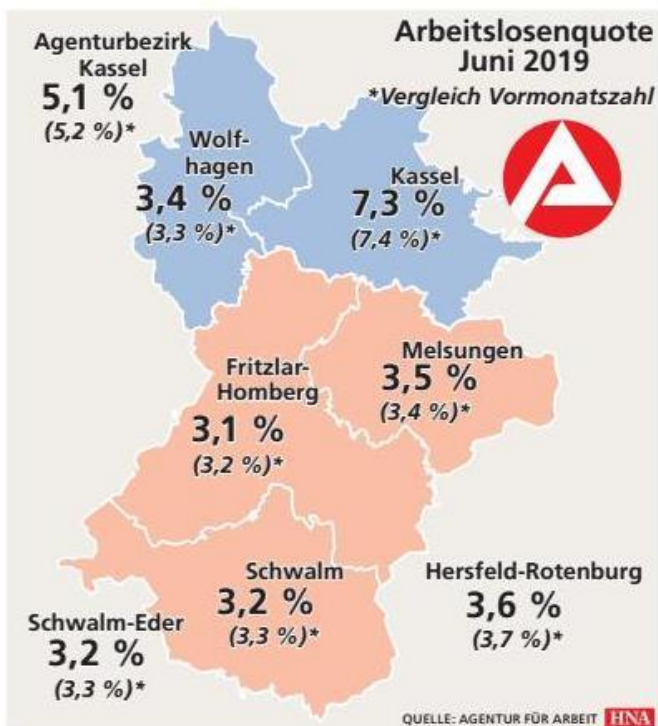 Arbeitslosenquote
Juni 2019
*Vergleich Vormonatszahl
Agenturbezirk
Kassel
5,1 %
(5,2 %)*
Wolf-
hagen
3,4 %
(3,3 %)*
Kassel
7,3 %
(7,4 %)*
Fritzlar-
Homberg
3,1 %
(3,2 %)*
Melsungen
3,5 %
(3,4 %)*
Schwalm
3,2 %
(3,3 %)*
Schwalm-Eder
3,2 %
(3,3 %)*
Hersfeld-Rotenburg
3,6 %
(3,7 %)*
QUELLE: AGENTUR FÜR ARBEIT HNA